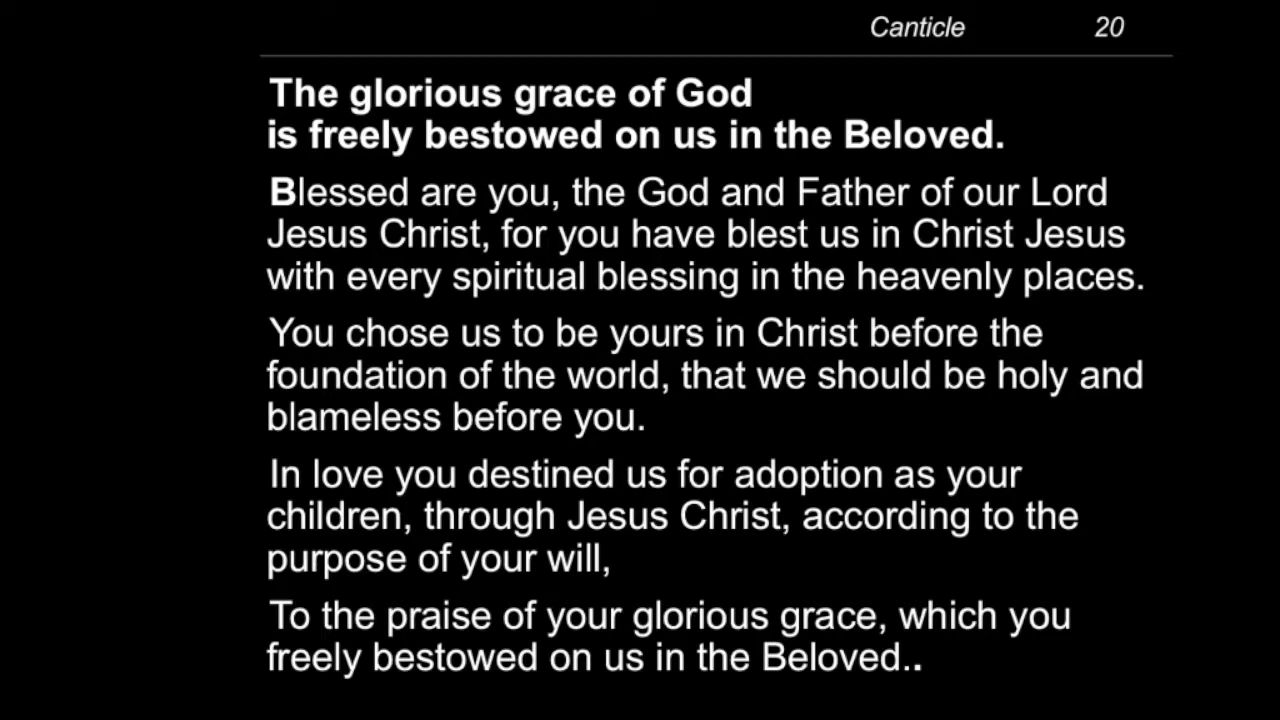 Canticle 20
The glorious grace of God
is freely bestowed on us in the Beloved.
Blessed are you, the God and Father of our Lord
Jesus Christ, for you have blest us in Christ Jesus
with every spiritual blessing in the heavenly places.
You chose us to be yours in Christ before the
foundation of the world, that we should be holy and
blameless before you.
In love you destined us for adoption as your
children, through Jesus Christ, according to the
purpose of your will,
To the praise of your glorious grace, which you
freely bestowed on us in the Beloved..